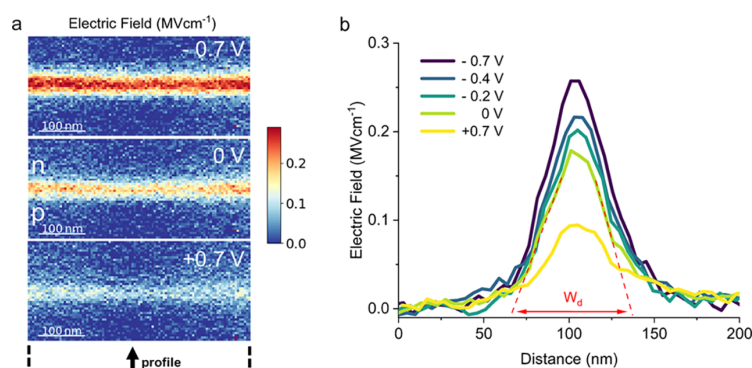 a
Electric Field (MVcm⁻¹)
- 0.7 V
100 nm
0 V
n
p
100 nm
+0.7 V
100 nm
0.2
0.1
0.0
profile
b
Electric Field (MVcm⁻¹)
0.3
0.2
0.1
0.0
- 0.7 V
- 0.4 V
- 0.2 V
0 V
+0.7 V
Wd
0 50 100 150 200
Distance (nm)